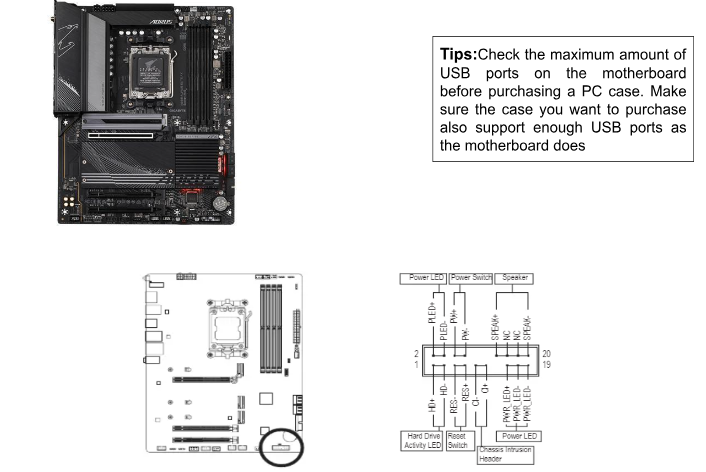 AORUS
Tips:Check the maximum amount of
USB ports on the motherboard
before purchasing a PC case. Make
sure the case you want to purchase
also support enough USB ports as
the motherboard does
Power LED
Power Switch
Speaker
PLED+
PLED-
PW+
PW-
SPEAK+
NC
NC
SPEAK-
2
20
1
19
HD+
HD-
RES-
RES+
CI-
CI+
PWR_LED+
PWR_LED-
PWR_LED-
Hard Drive
Activity LED
Reset
Switch
Power LED
Chassis Intrusion
Header